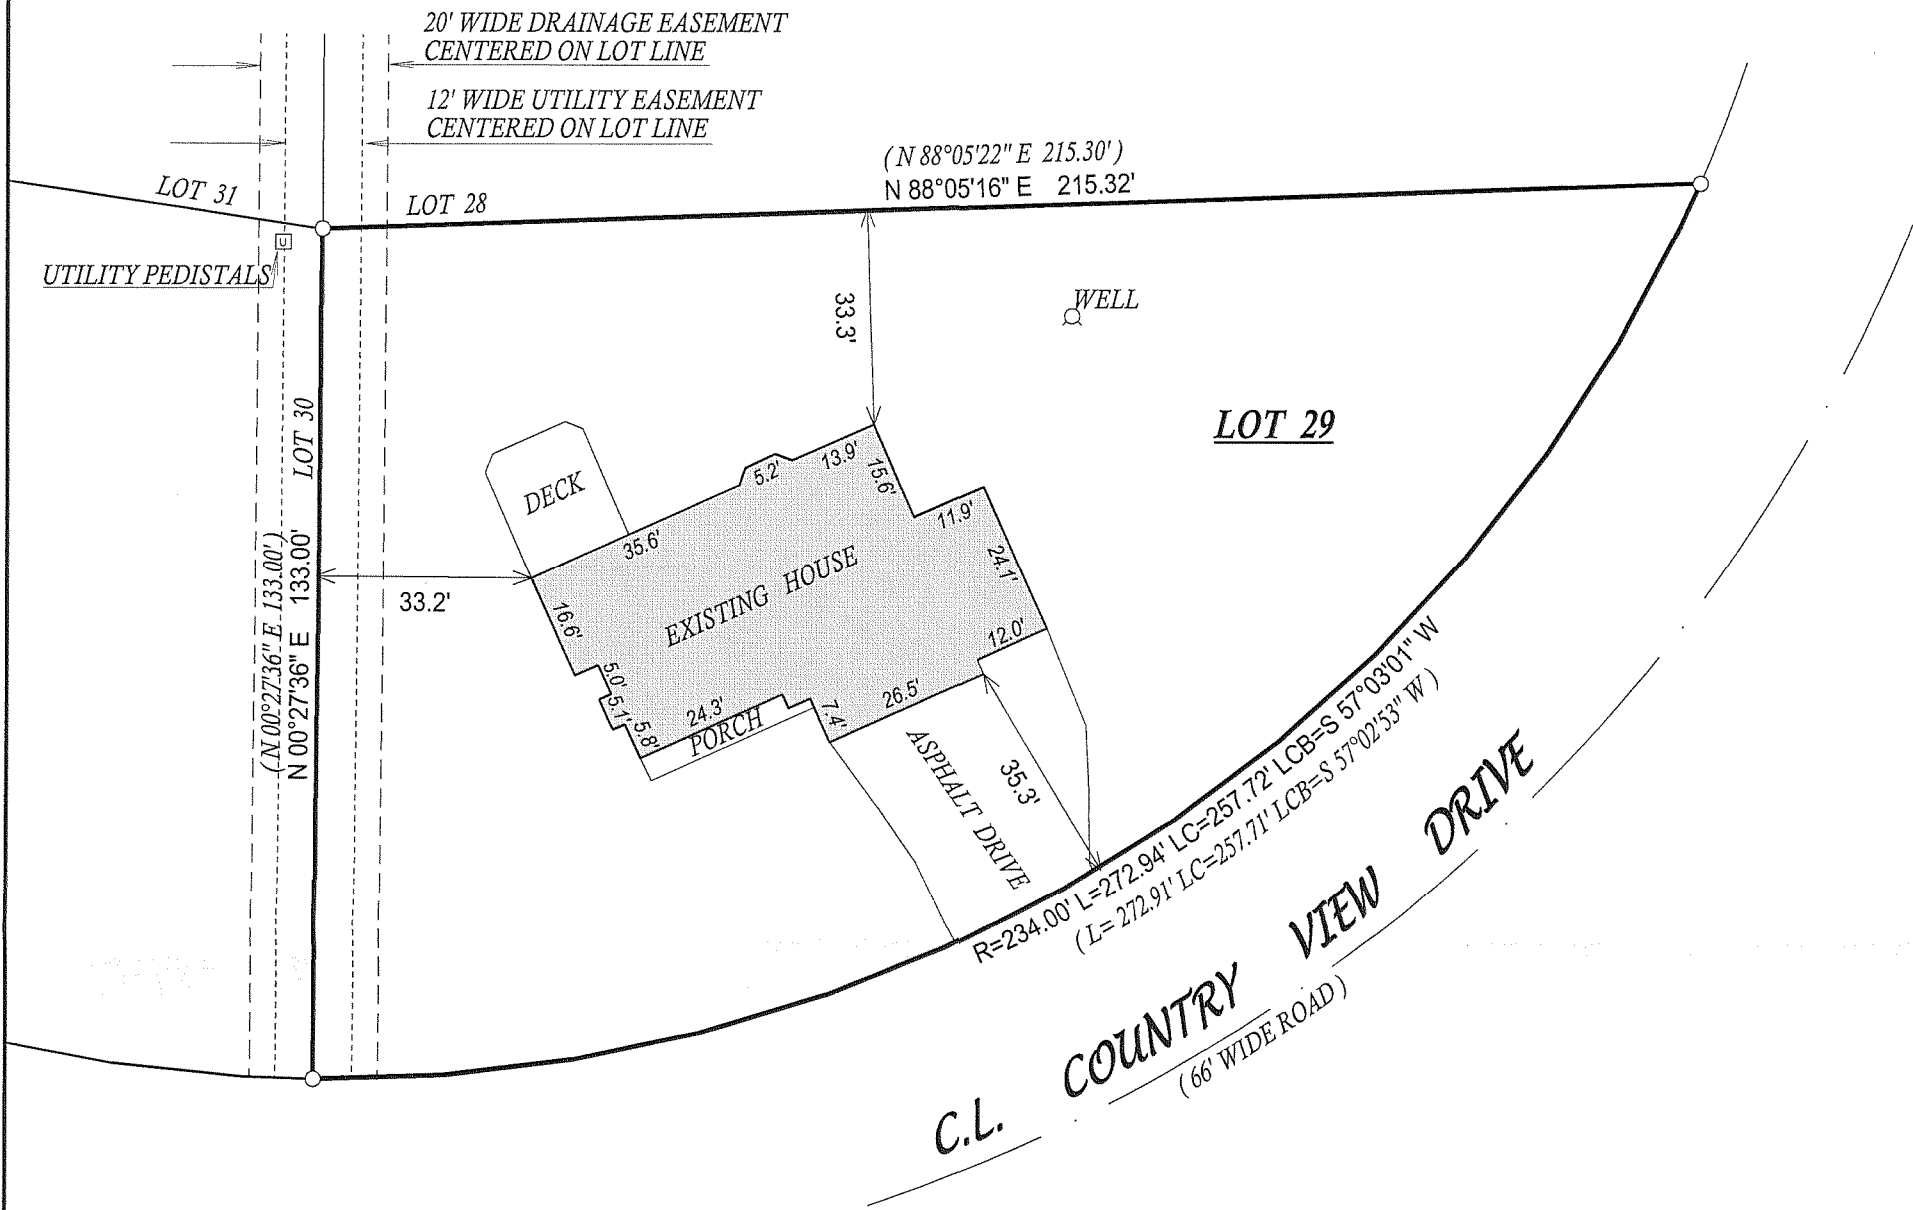 20' WIDE DRAINAGE EASEMENT
CENTERED ON LOT LINE
12' WIDE UTILITY EASEMENT
CENTERED ON LOT LINE
( N 88°05'22" E 215.30' )
N 88°05'16" E 215.32'
LOT 31
LOT 28
U
UTILITY PEDISTALS
33.3'
WELL
LOT 29
LOT 30
( N 00°27'36" E 133.00' )
N 00°27'36" E 133.00'
33.2'
DECK
35.6'
5.2'
13.9'
15.6'
11.9'
24.1'
12.0'
EXISTING HOUSE
16.6'
5.0'
5.1'
5.8'
24.3'
PORCH
7.4'
26.5'
ASPHALT DRIVE
35.3'
R=234.00' L=272.94' LC=257.72' LCB=S 57°03'01" W
( L= 272.91' LC=257.71' LCB=S 57°02'53" W )
C.L. COUNTRY VIEW DRIVE
( 66' WIDE ROAD )